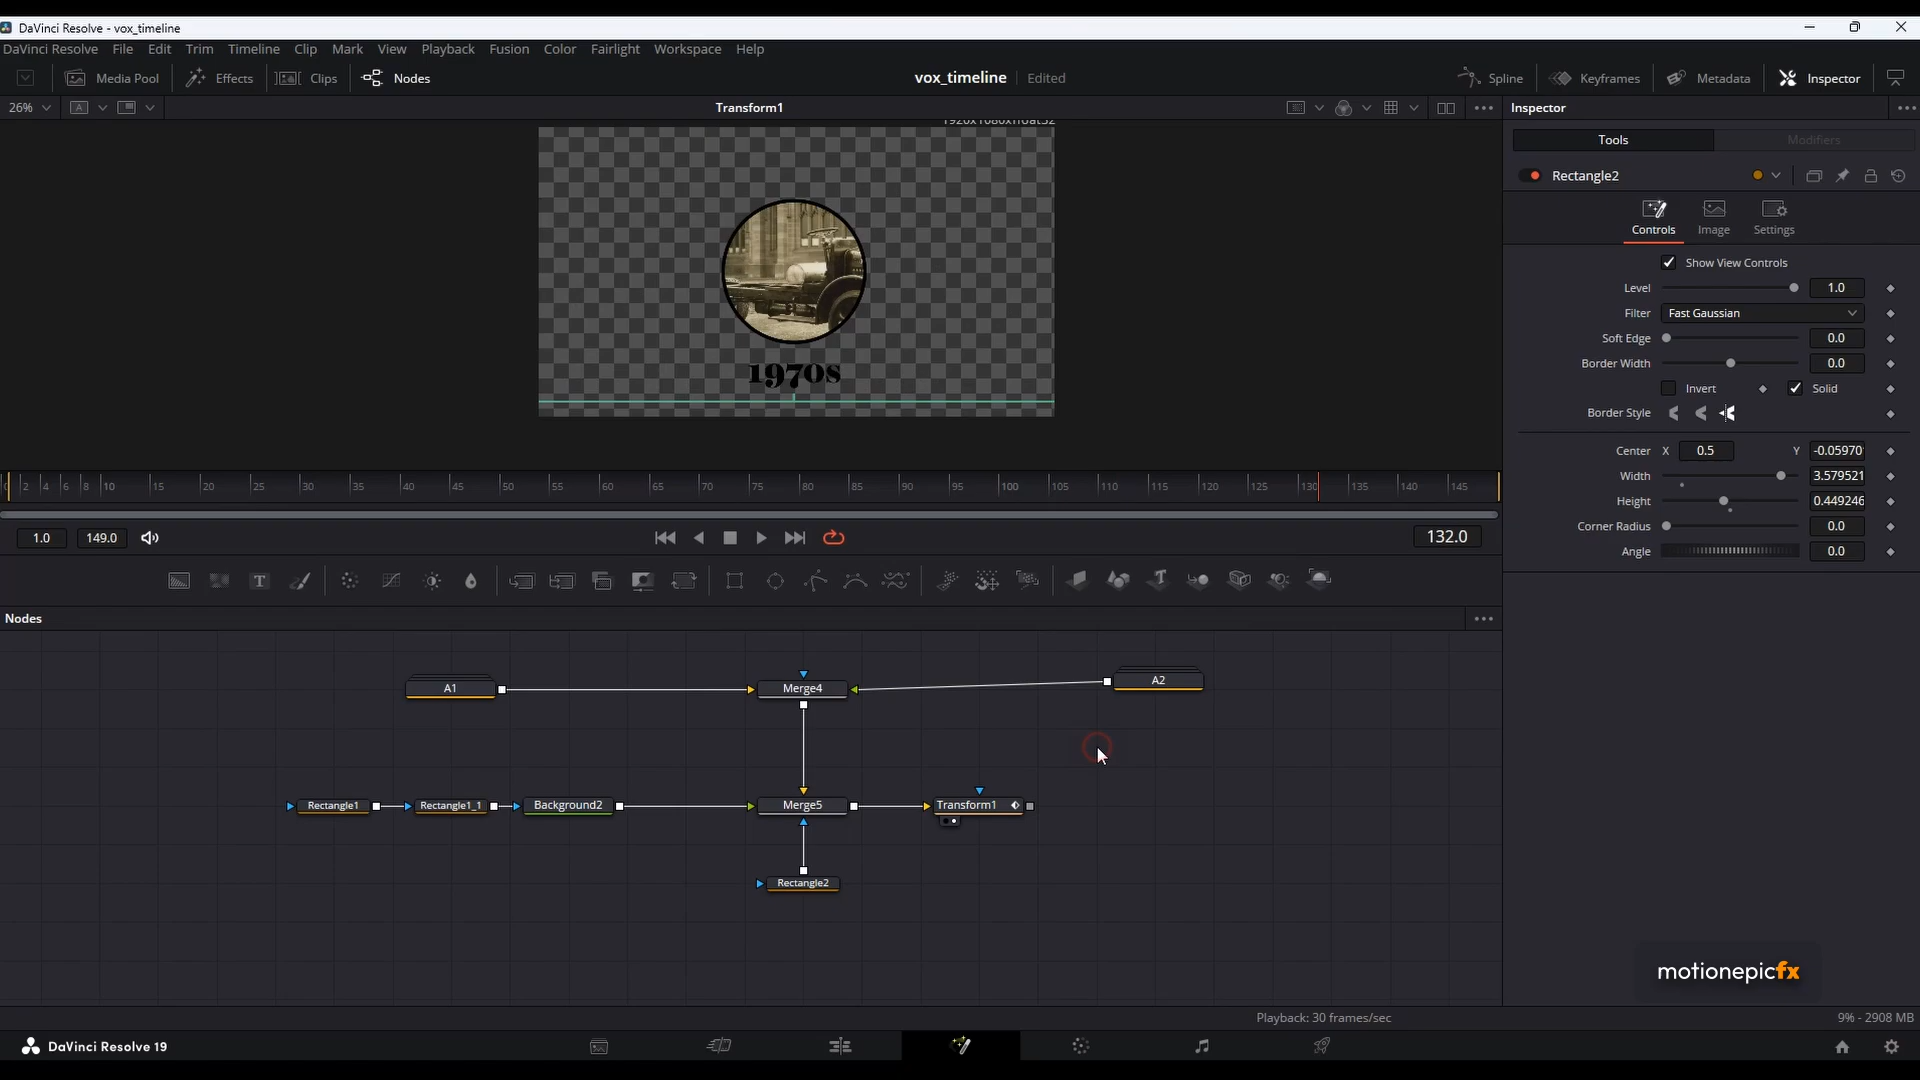 DaVinci Resolve - vox_timeline
DaVinci Resolve File Edit Trim Timeline Clip Mark View Playback Fusion Color Fairlight Workspace Help
Media Pool Effects Clips Nodes vox_timeline Edited Spline Keyframes Metadata Inspector
26% A Transform1 Inspector
1920x1080xfloat32
Tools Modifiers
Rectangle2
Controls Image Settings
Show View Controls
Level 1.0
Filter Fast Gaussian
Soft Edge 0.0
Border Width 0.0
Invert Solid
Border Style
Center X 0.5 Y -0.05970
Width 3.579521
Height 0.449246
Corner Radius 0.0
Angle 0.0
1970s
2 4 6 8 10 15 20 25 30 35 40 45 50 55 60 65 70 75 80 85 90 95 100 105 110 115 120 125 130 135 140 145
1.0 149.0 132.0
T
T
Nodes
A1 Merge4 A2
Rectangle1 Rectangle1_1 Background2 Merge5 Transform1
Rectangle2
motionepicfx
Playback: 30 frames/sec 9% - 2908 MB
DaVinci Resolve 19